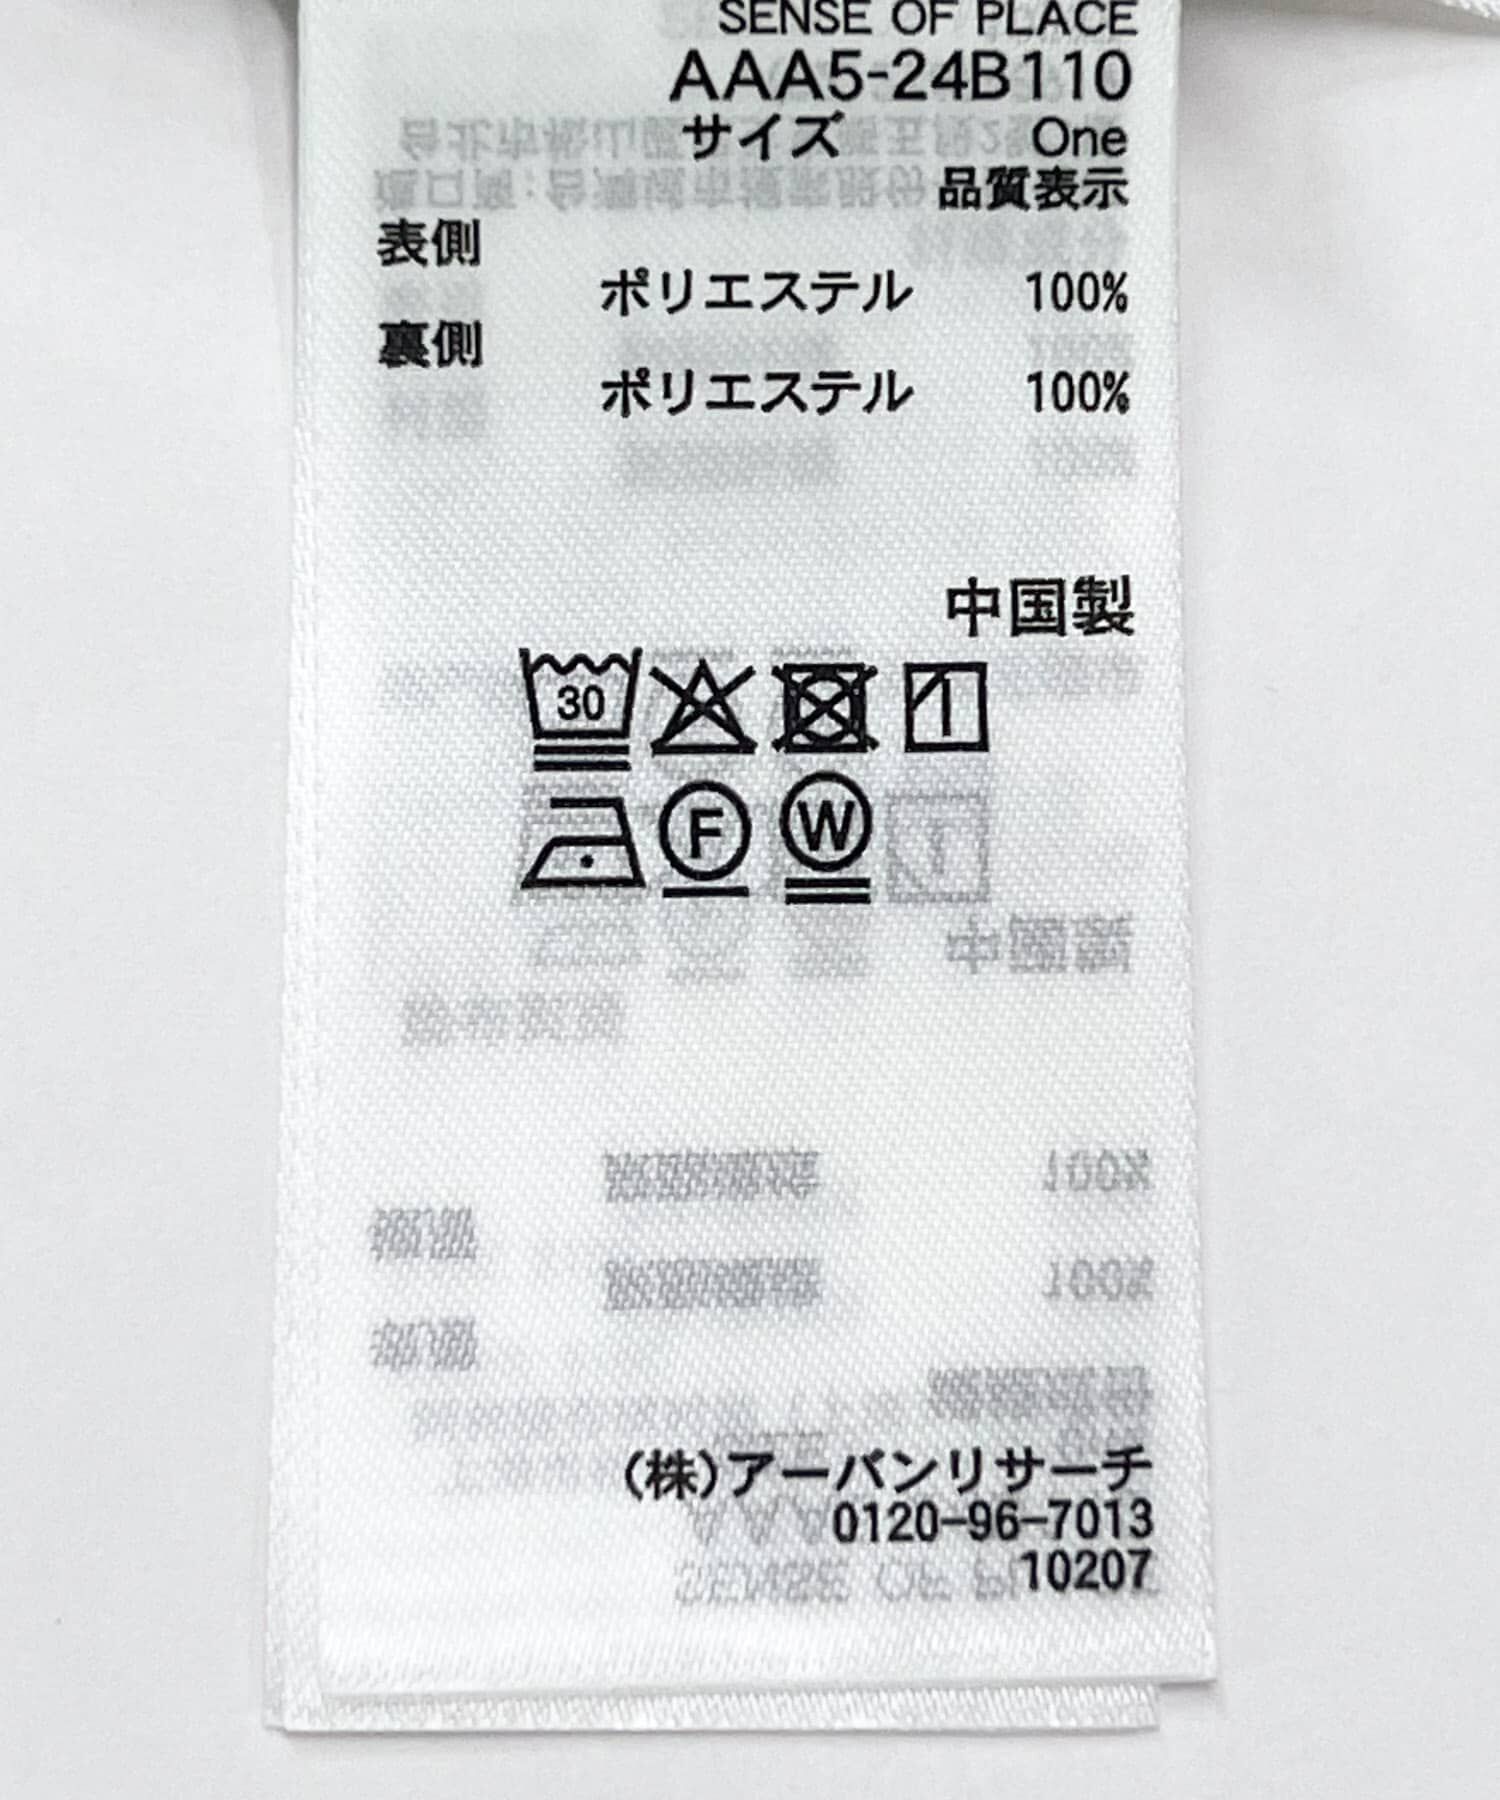 SENSE OF PLACE
AAA5-24B110
サイズ One
品質表示
表側
ポリエステル 100%
裏側
ポリエステル 100%
中国製
30
F W
(株)アーバンリサーチ
0120-96-7013
10207